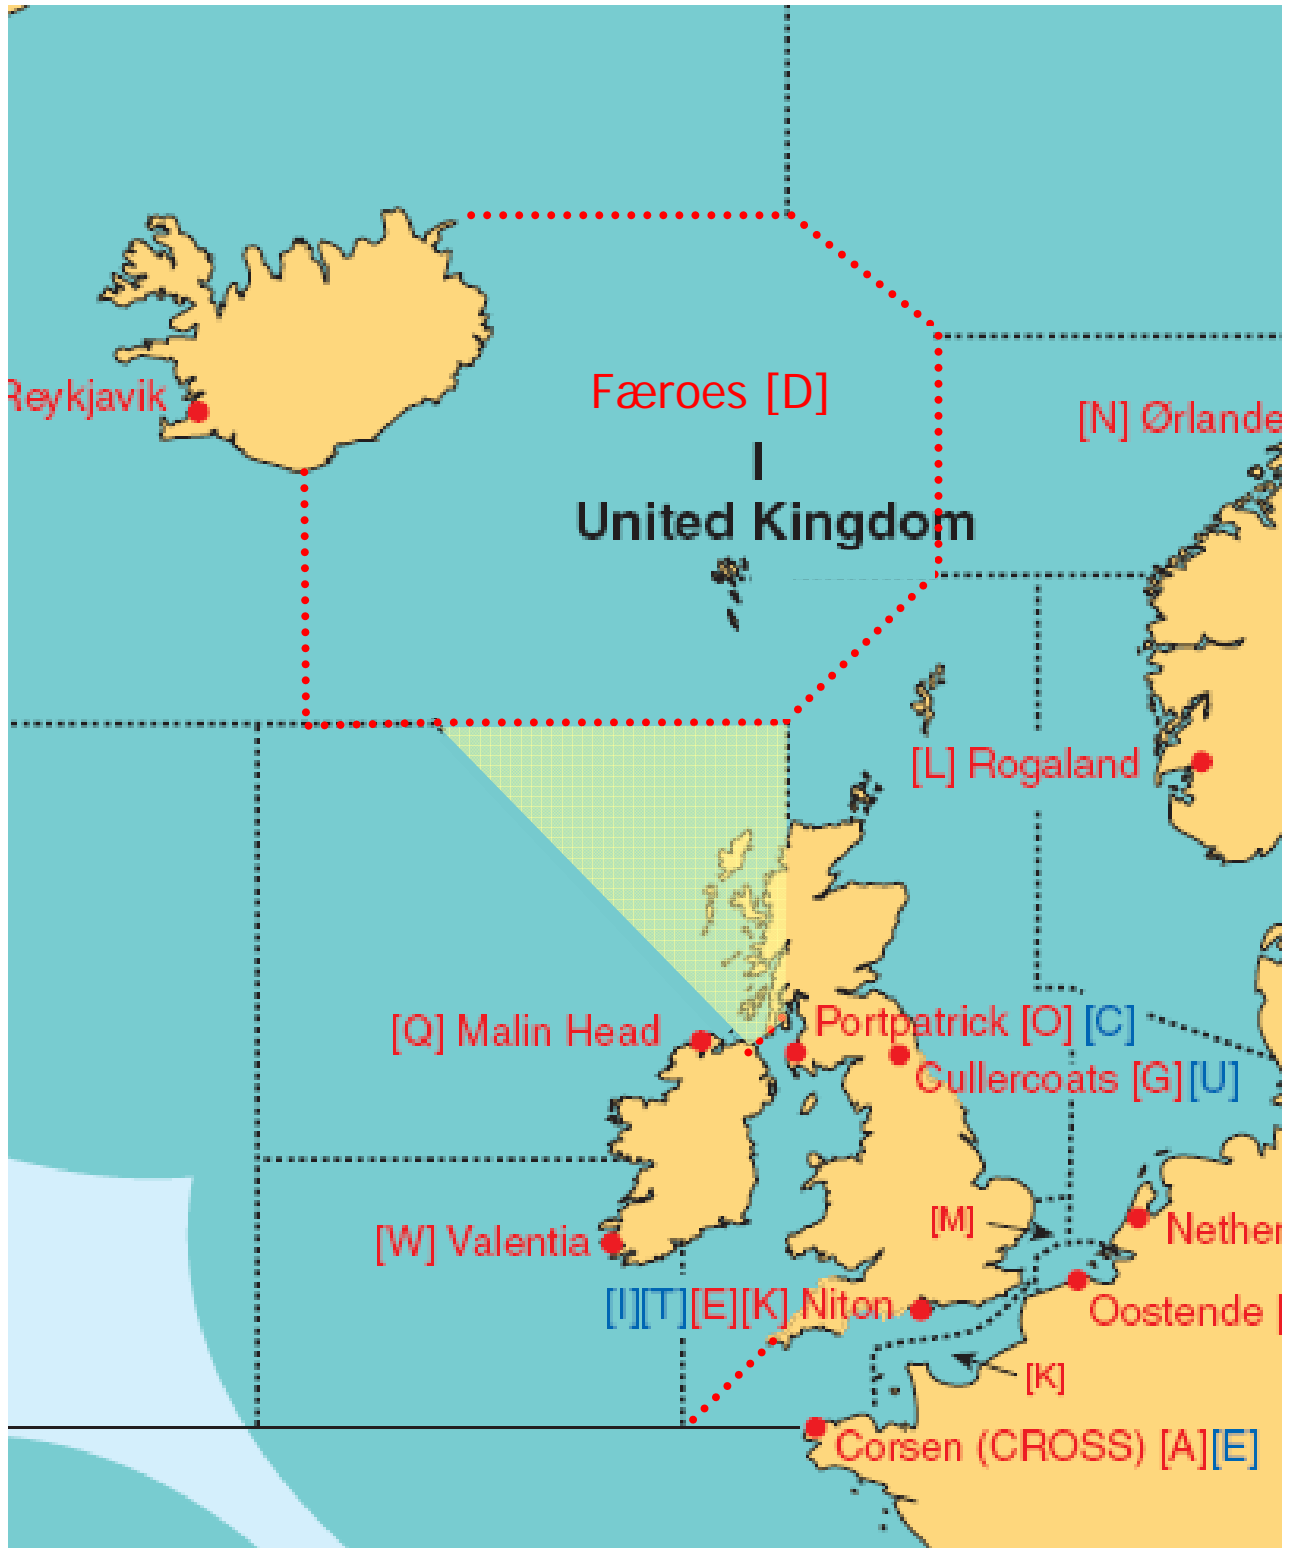 Færoes [D]
Reykjavik
[N] Ørlande
I
United Kingdom
[L] Rogaland
[Q] Malin Head
Portpatrick [O] [C]
Cullercoats [G][U]
[M]
Nether
[W] Valentia
[I][T][E][K] Niton
Oostende [
[K]
Corsen (CROSS) [A][E]